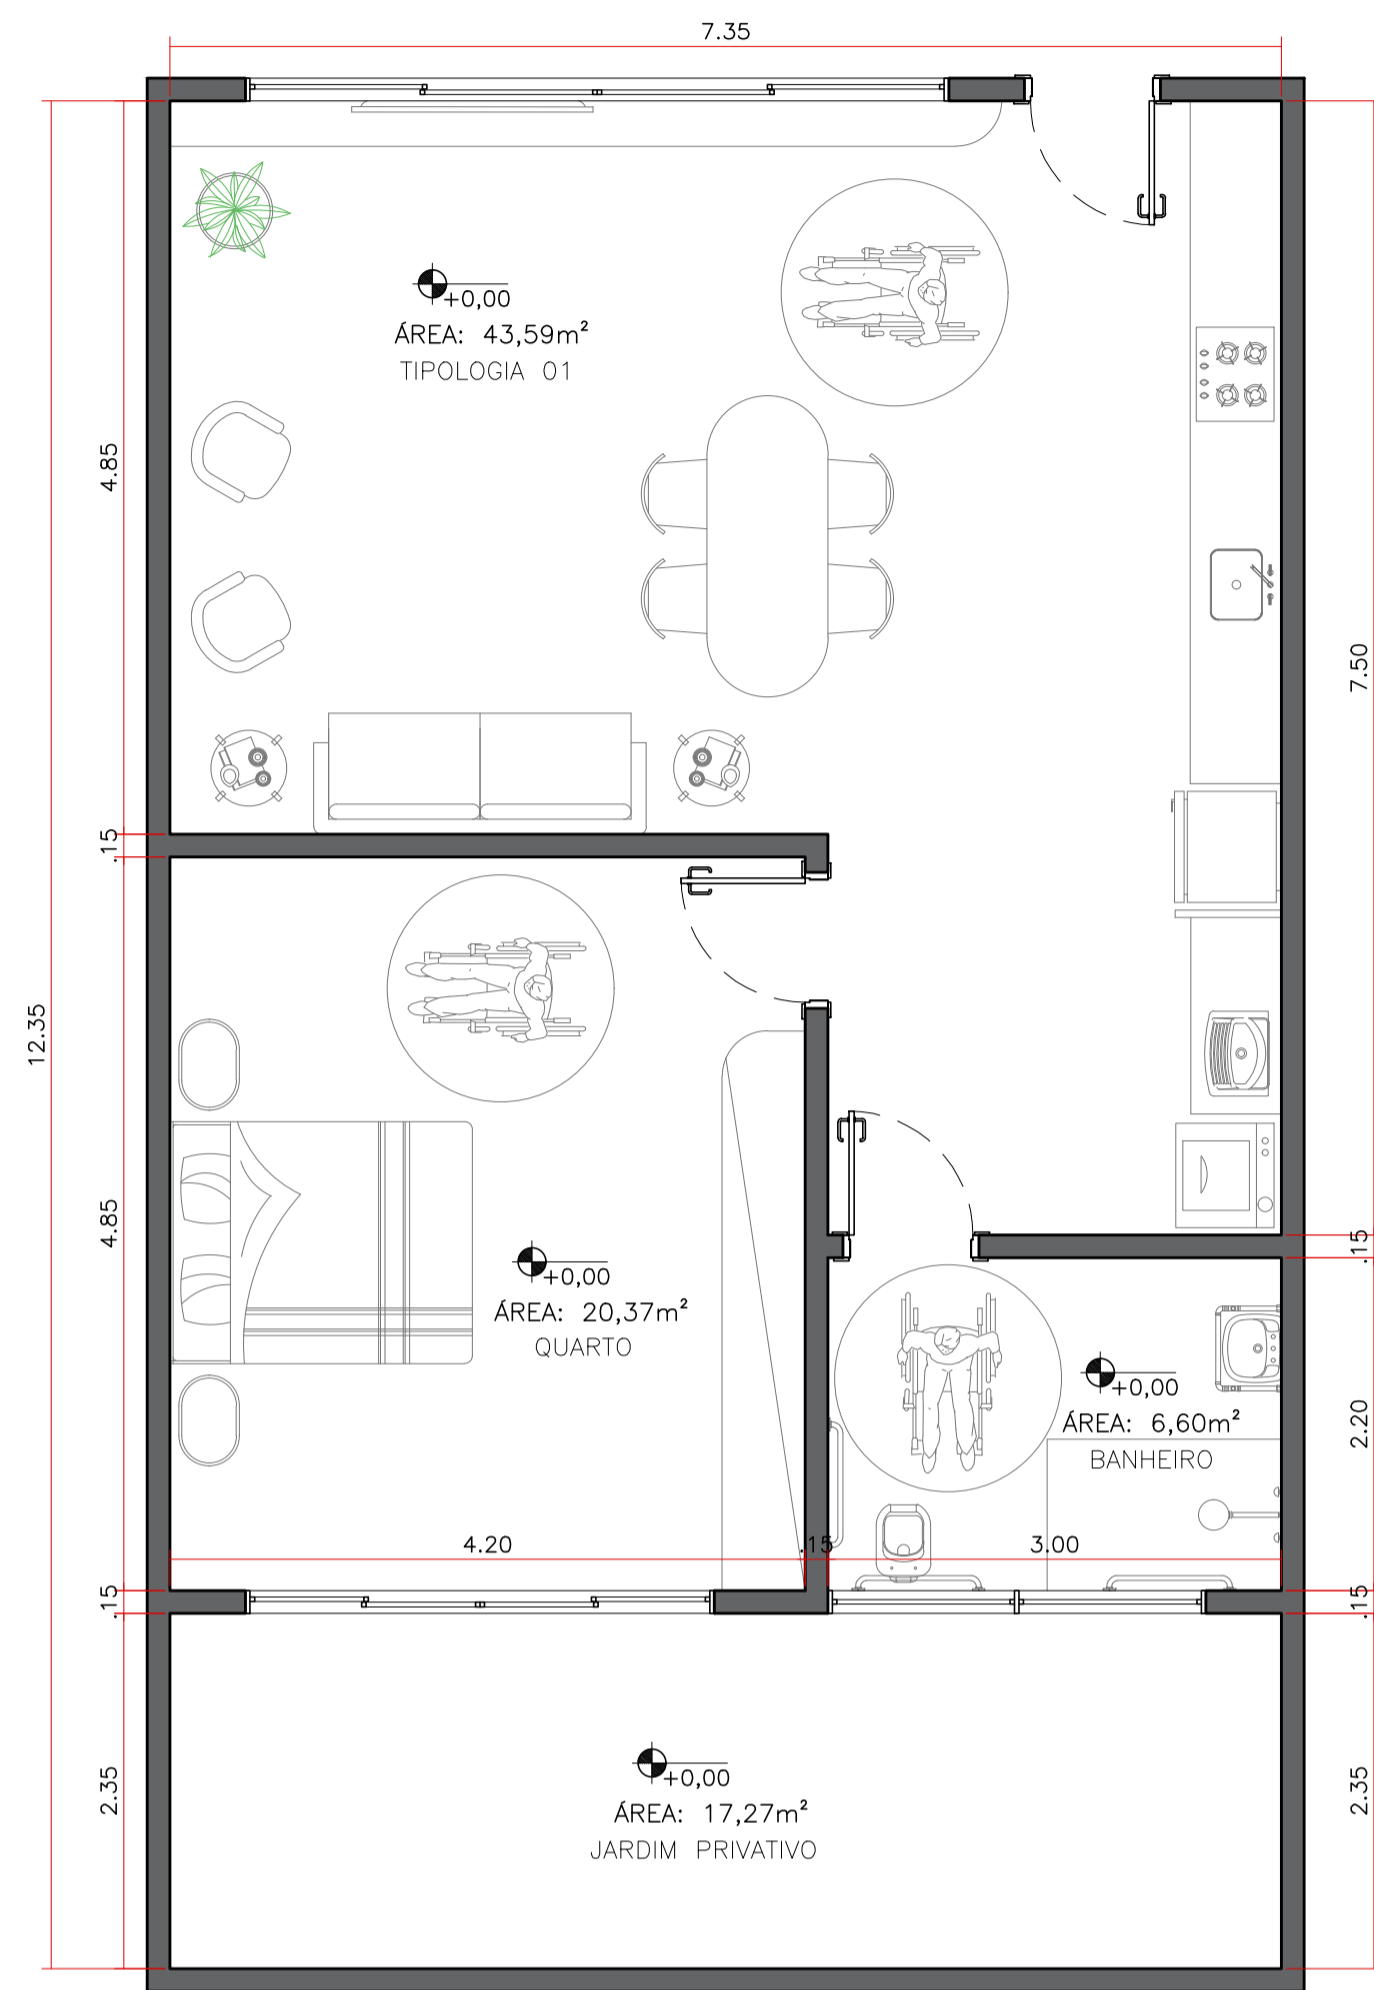 7.35
+0,00
ÁREA: 43,59m²
TIPOLOGIA 01
4.85
7.50
.15
12.35
4.85
+0,00
ÁREA: 20,37m²
QUARTO
.15
+0,00
ÁREA: 6,60m²
BANHEIRO
2.20
4.20
.15
3.00
.15
.15
+0,00
ÁREA: 17,27m²
JARDIM PRIVATIVO
2.35
2.35